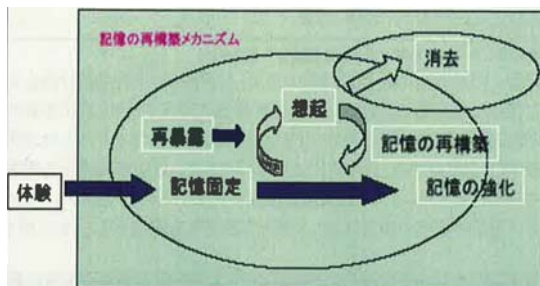 記憶の再構築メカニズム
消去
想起
再暴露
記憶の再構築
体験
記憶固定
記憶の強化